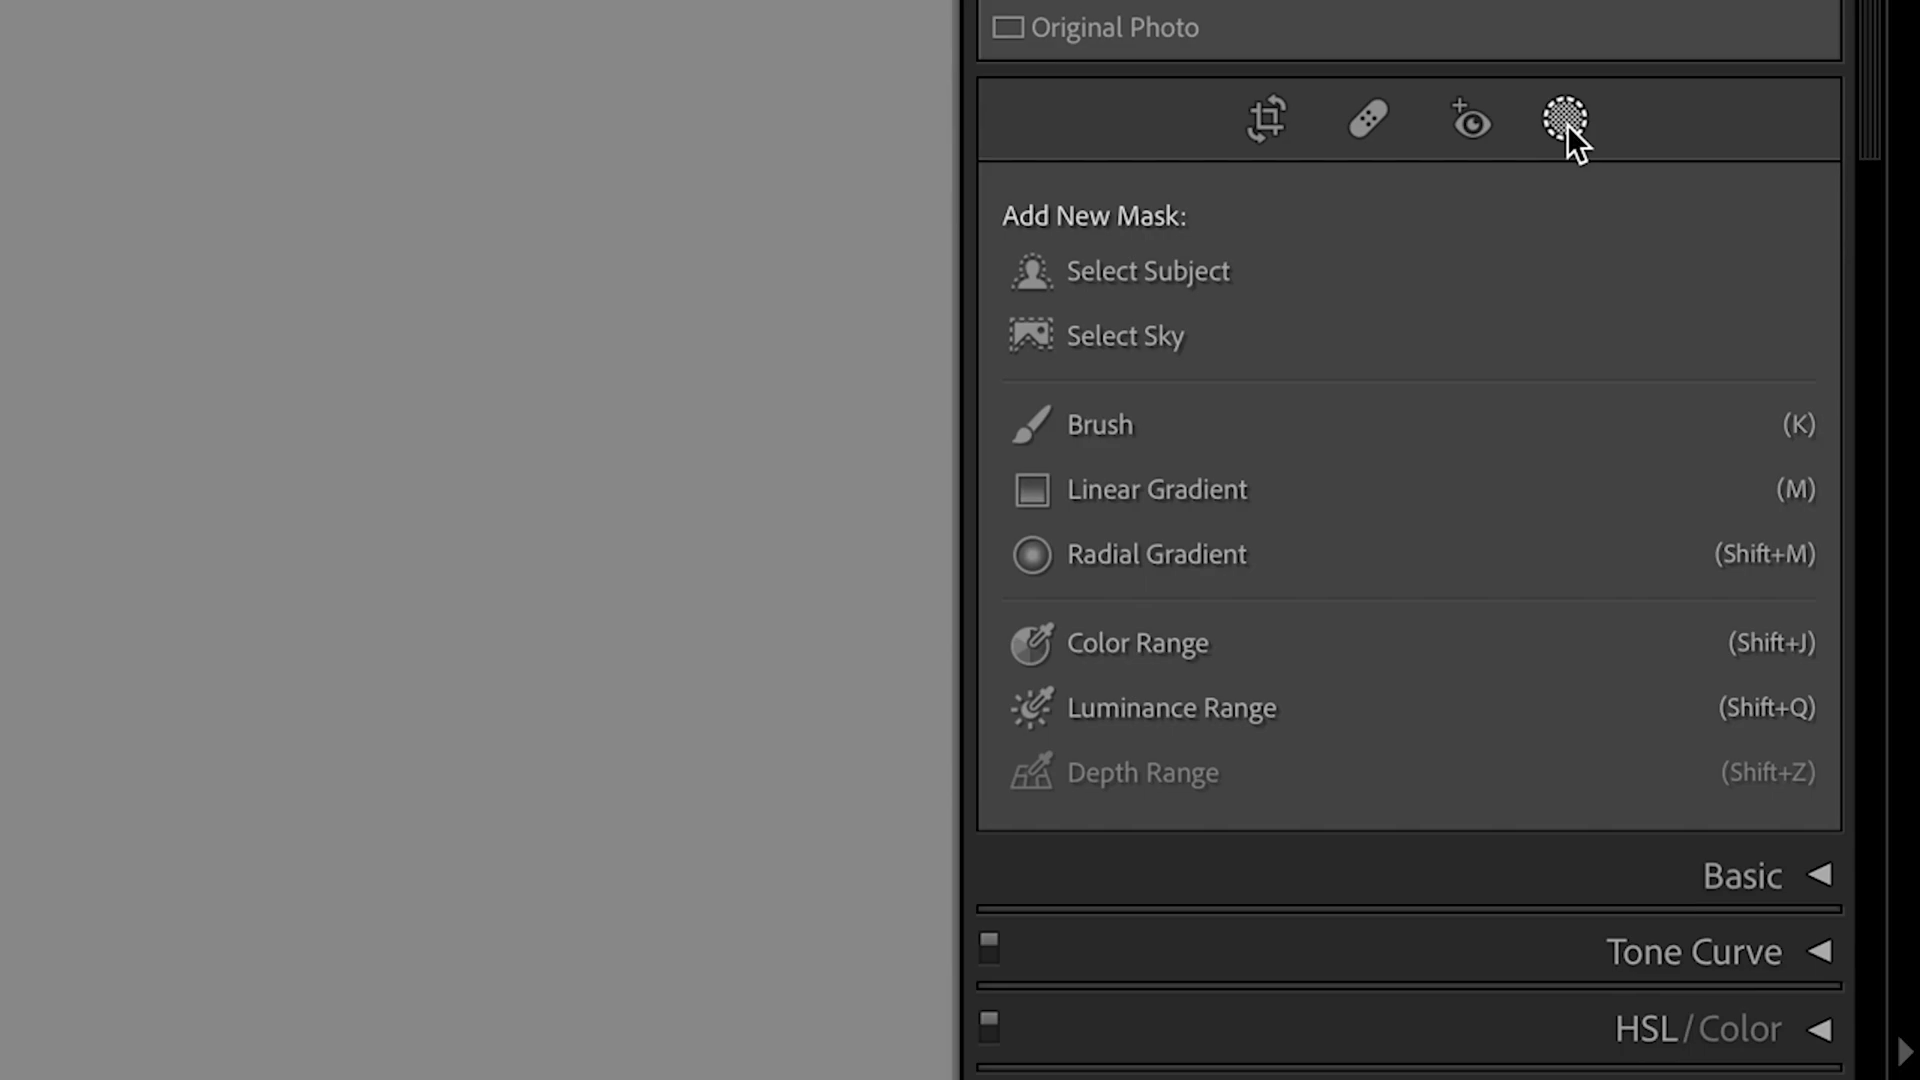 Original Photo
Add New Mask:
Select Subject
Select Sky
Brush (K)
Linear Gradient (M)
Radial Gradient (Shift+M)
Color Range (Shift+J)
Luminance Range (Shift+Q)
Depth Range (Shift+Z)
Basic
Tone Curve
HSL / Color